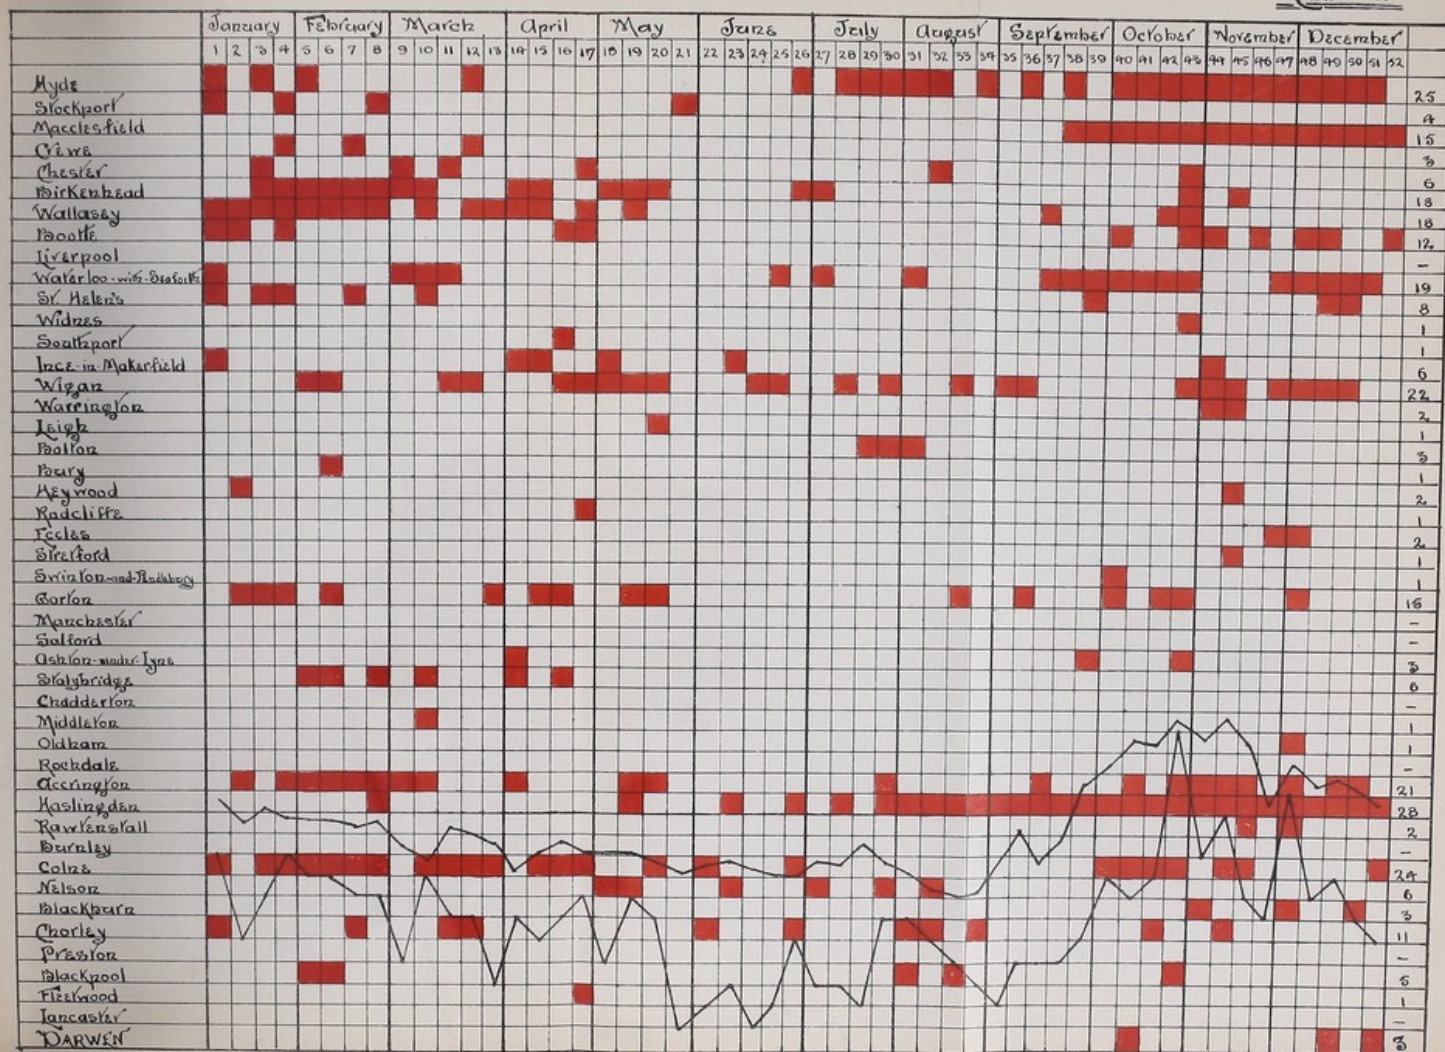 January February March April May June July August September October November December
1 2 3 4 5 6 7 8 9 10 11 12 13 14 15 16 17 18 19 20 21 22 23 24 25 26 27 28 29 30 31 32 33 34 35 36 37 38 39 40 41 42 43 44 45 46 47 48 49 50 51 52
Hyde 25
Stockport 4
Macclesfield 15
Crewe 3
Chester 6
Birkenhead 18
Wallasey 18
Bootle 12
Liverpool -
Waterloo-with-Seaforth 19
St. Helen's 8
Widnes 1
Southport 1
Ince-in-Makerfield 6
Wigan 22
Warrington 2
Leigh 1
Bolton 3
Bury 1
Heywood 2
Radcliffe 1
Eccles 2
Stretford 1
Swinton-and-Pendlebury 1
Gorton 15
Manchester -
Salford -
Ashton-under-Lyne 3
Stalybridge 6
Chadderton -
Middleton 1
Oldham 1
Rochdale -
Accrington 21
Haslingden 28
Rawtenstall 2
Burnley -
Colne 24
Nelson 6
Blackburn 3
Chorley 11
Preston -
Blackpool 5
Fleetwood 1
Lancaster -
DARWEN 3